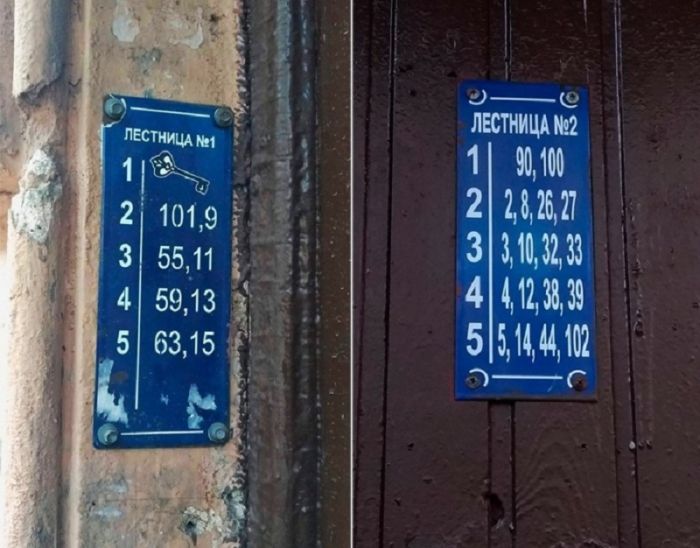 ЛЕСТНИЦА №1
1
2 101,9
3 55,11
4 59,13
5 63,15
ЛЕСТНИЦА №2
1 90, 100
2 2, 8, 26, 27
3 3, 10, 32, 33
4 4, 12, 38, 39
5 5, 14, 44, 102